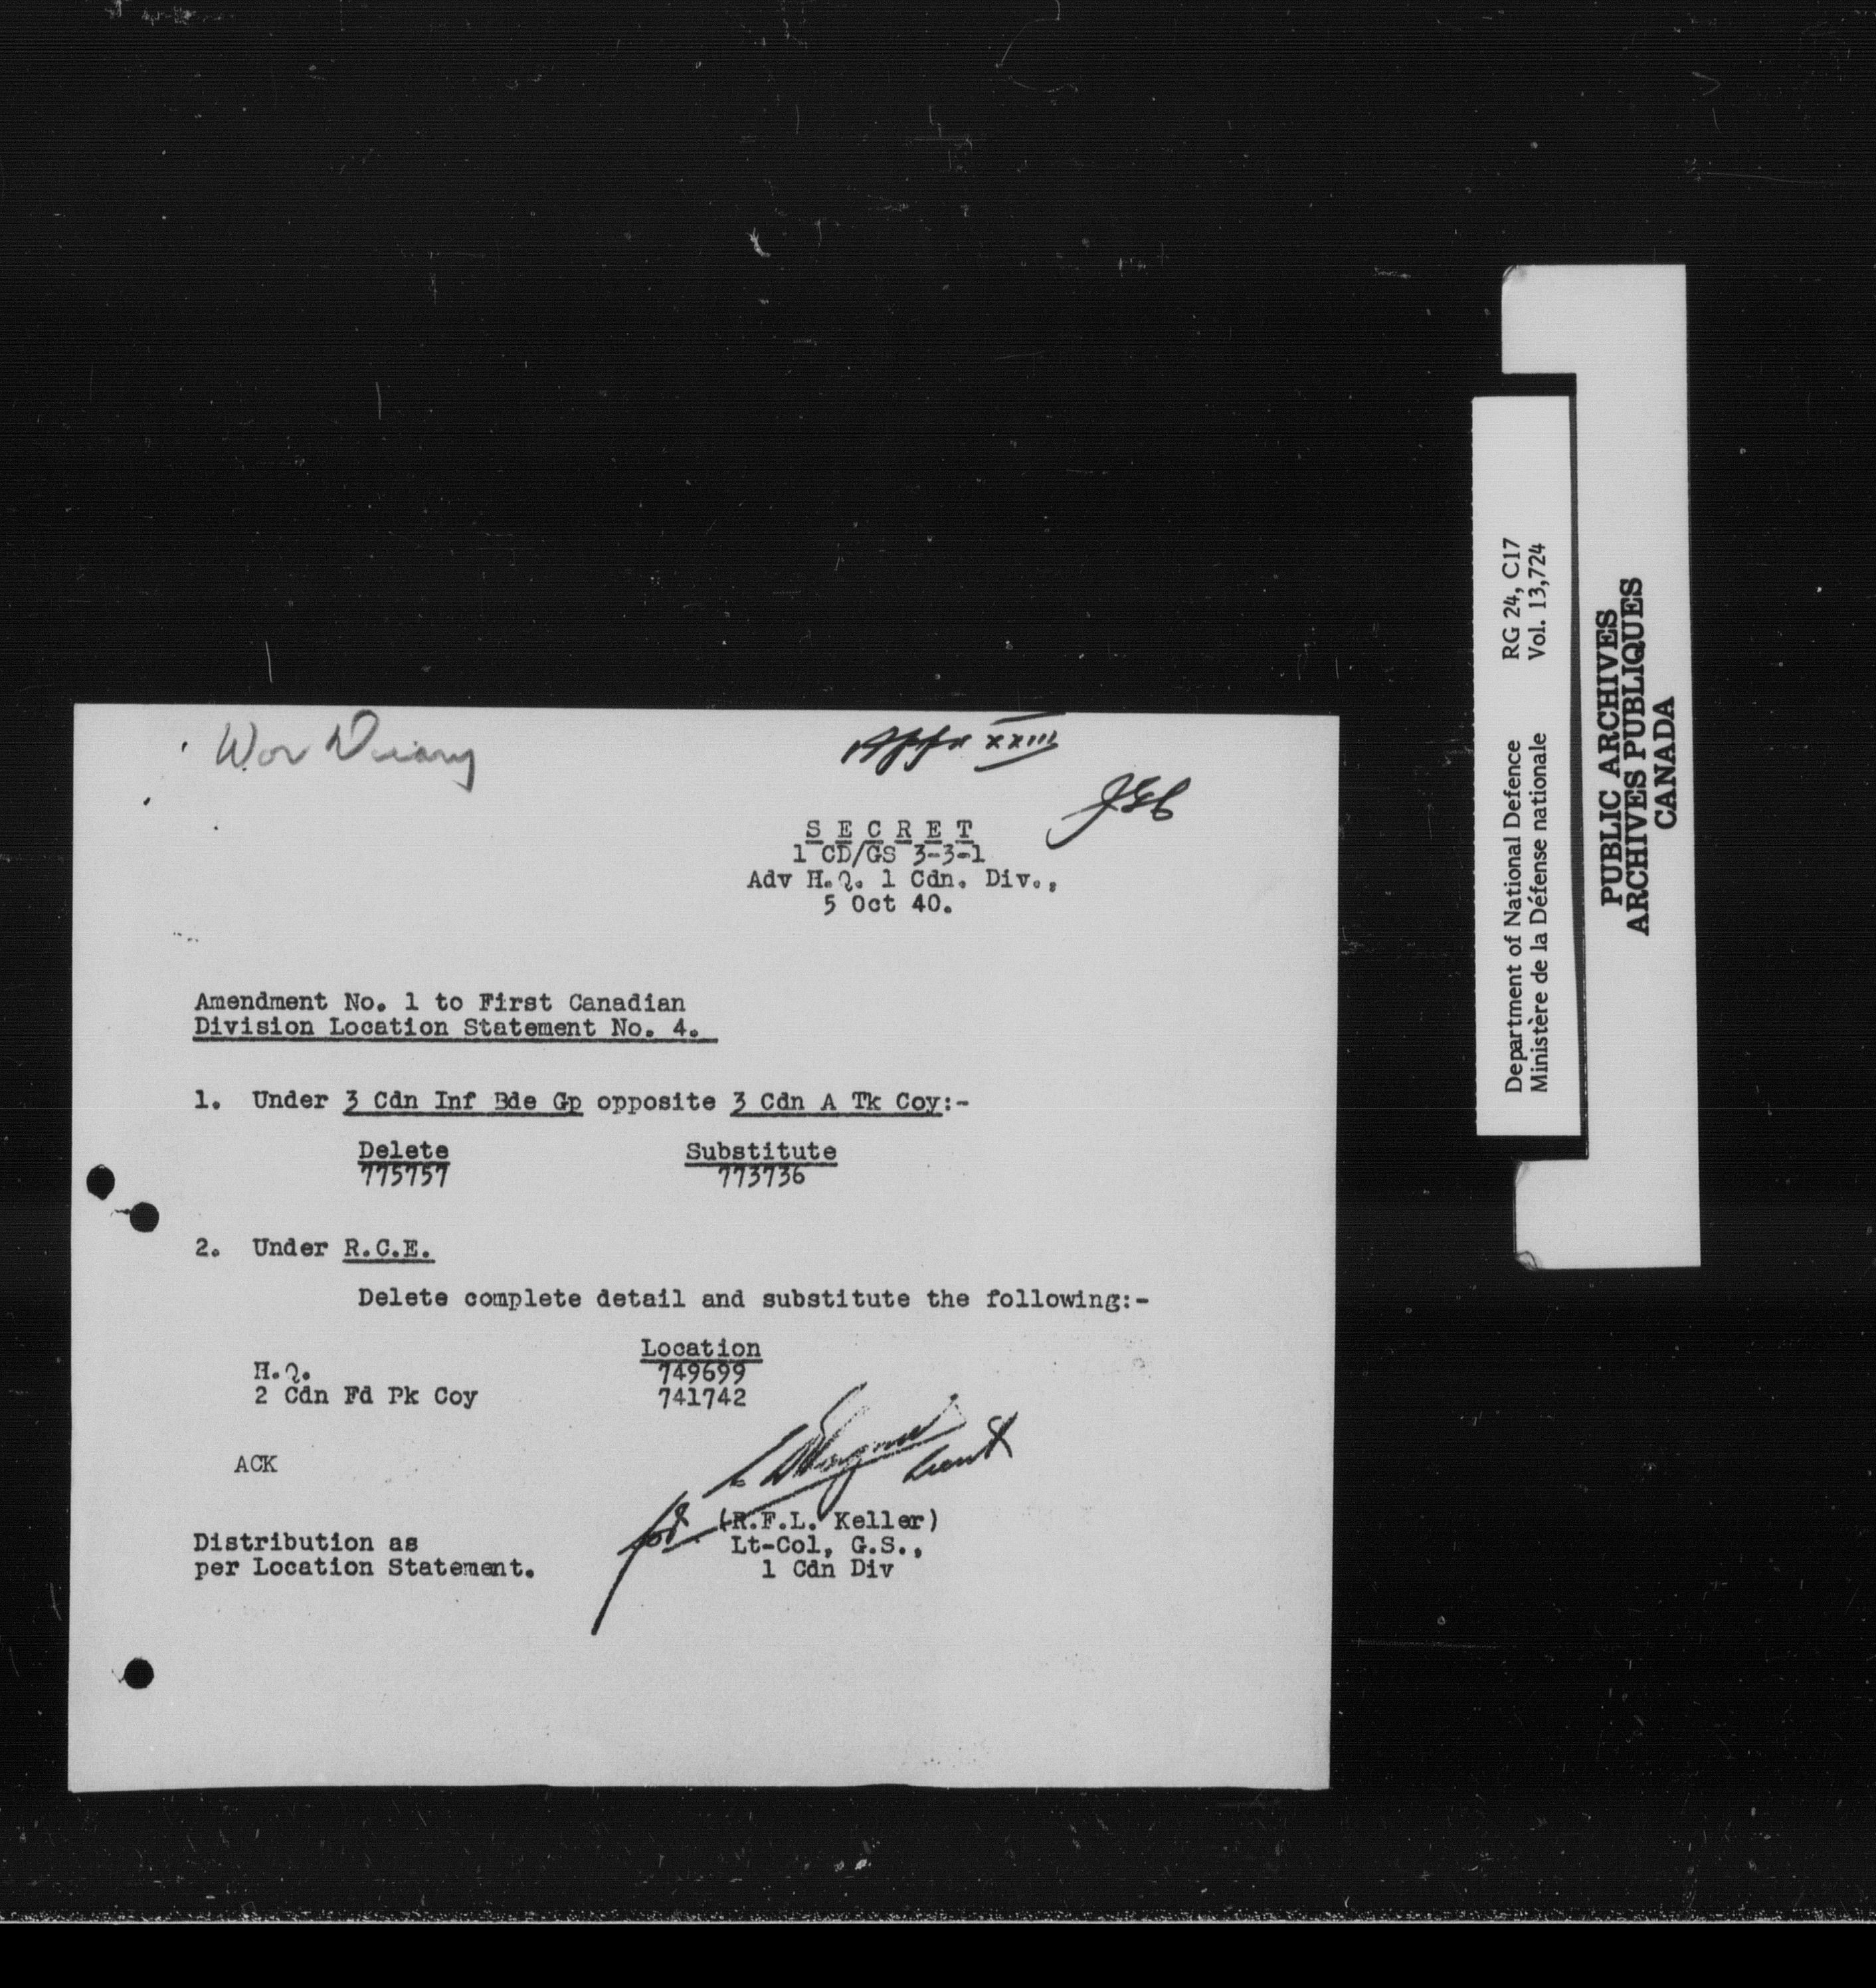 War Diary
Appx XXIII
S E C R E T
1 CD/GS 3-3-1
Adv H.Q. 1 Cdn. Div.,
5 Oct 40.
Amendment No. 1 to First Canadian
Division Location Statement No. 4.
1. Under 3 Cdn Inf Bde Gp opposite 3 Cdn A Tk Coy:-
Delete Substitute
775757 773736
2. Under R.C.E.
Delete complete detail and substitute the following:-
Location
H.Q. 749699
2 Cdn Fd Pk Coy 741742
ACK
Lieut
for (R.F.L. Keller)
Lt-Col, G.S.,
1 Cdn Div
Distribution as
per Location Statement.
Department of National Defence RG 24, C17
Ministère de la Défense nationale Vol. 13,724
PUBLIC ARCHIVES
ARCHIVES PUBLIQUES
CANADA